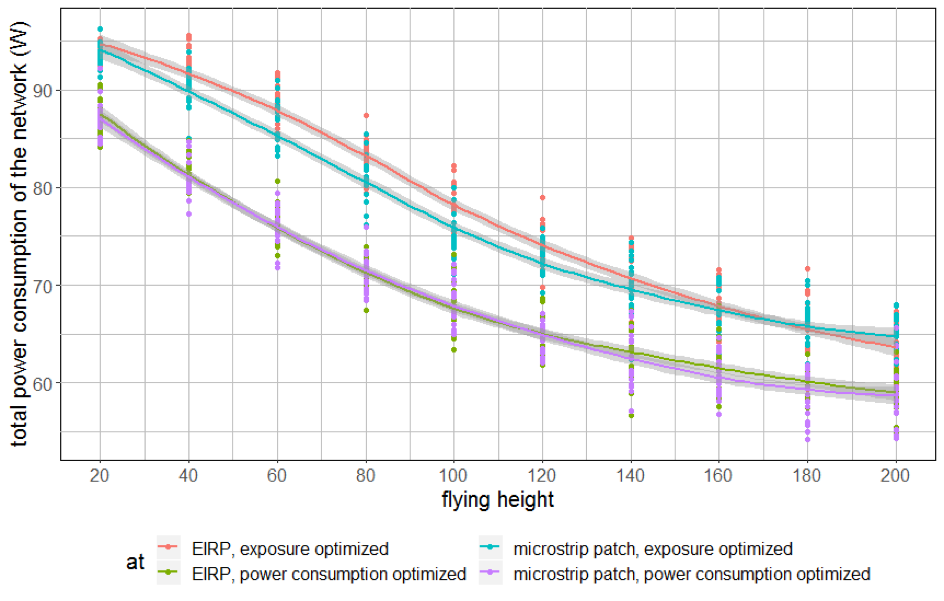 total power consumption of the network (W)
90
80
70
60
20 40 60 80 100 120 140 160 180 200
flying height
at
EIRP, exposure optimized
microstrip patch, exposure optimized
EIRP, power consumption optimized
microstrip patch, power consumption optimized